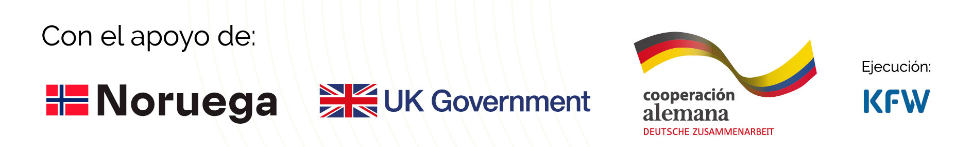 Con el apoyo de:
Noruega
UK Government
cooperación
alemana
DEUTSCHE ZUSAMMENARBEIT
Ejecución:
KFW